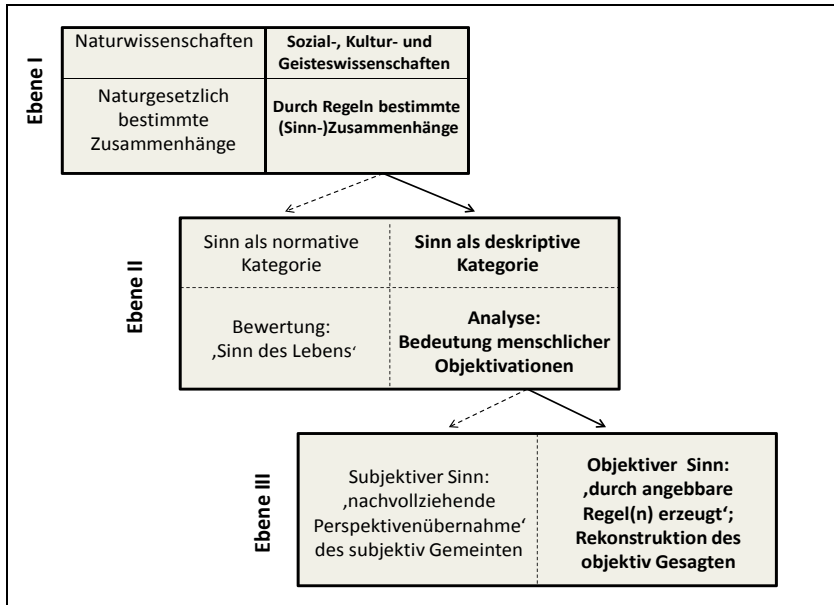 Ebene I
Naturwissenschaften
Sozial-, Kultur- und
Geisteswissenschaften
Naturgesetzlich
bestimmte
Zusammenhänge
Durch Regeln bestimmte
(Sinn-)Zusammenhänge
Ebene II
Sinn als normative
Kategorie
Sinn als deskriptive
Kategorie
Bewertung:
‚Sinn des Lebens‘
Analyse:
Bedeutung menschlicher
Objektivationen
Ebene III
Subjektiver Sinn:
‚nachvollziehende
Perspektivenübernahme‘
des subjektiv Gemeinten
Objektiver Sinn:
‚durch angebbare
Regel(n) erzeugt‘;
Rekonstruktion des
objektiv Gesagten